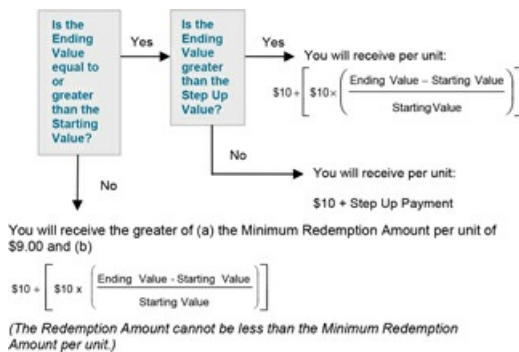 Is the
Ending
Value
equal to
or
greater
than the
Starting
Value?
Yes
Is the
Ending
Value
greater
than the
Step Up
Value?
Yes
You will receive per unit:
$10 + [ $10 × ( Ending Value – Starting Value
Starting Value ) ]
No
You will receive per unit:
$10 + Step Up Payment
No
You will receive the greater of (a) the Minimum Redemption Amount per unit of
$9.00 and (b)
$10 + [ $10 x ( Ending Value - Starting Value
Starting Value ) ]
(The Redemption Amount cannot be less than the Minimum Redemption
Amount per unit.)